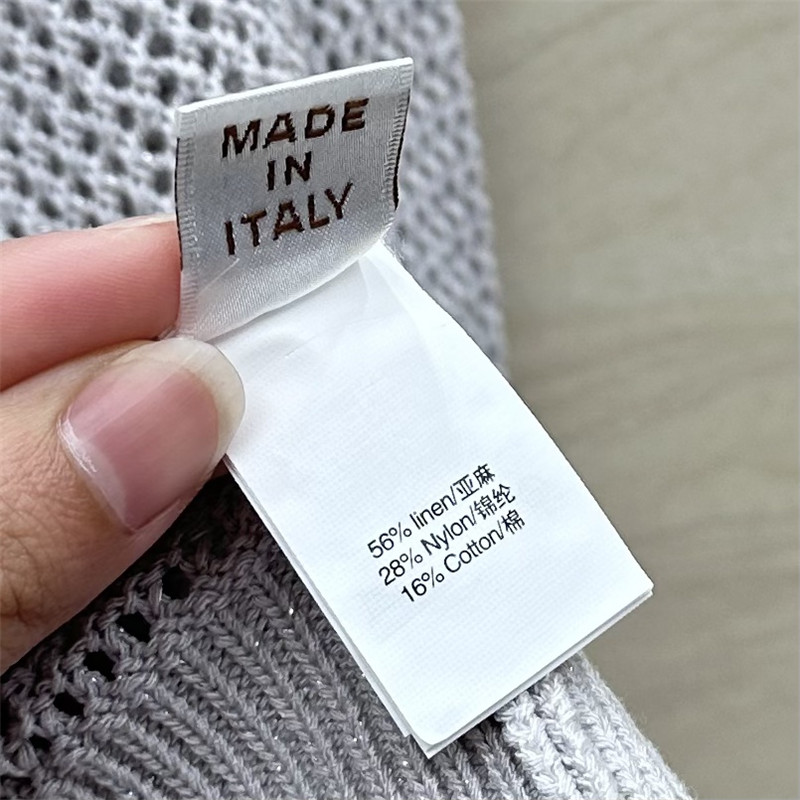 MADE
IN
ITALY
56% linen/亚麻
28% Nylon/锦纶
16% Cotton/棉